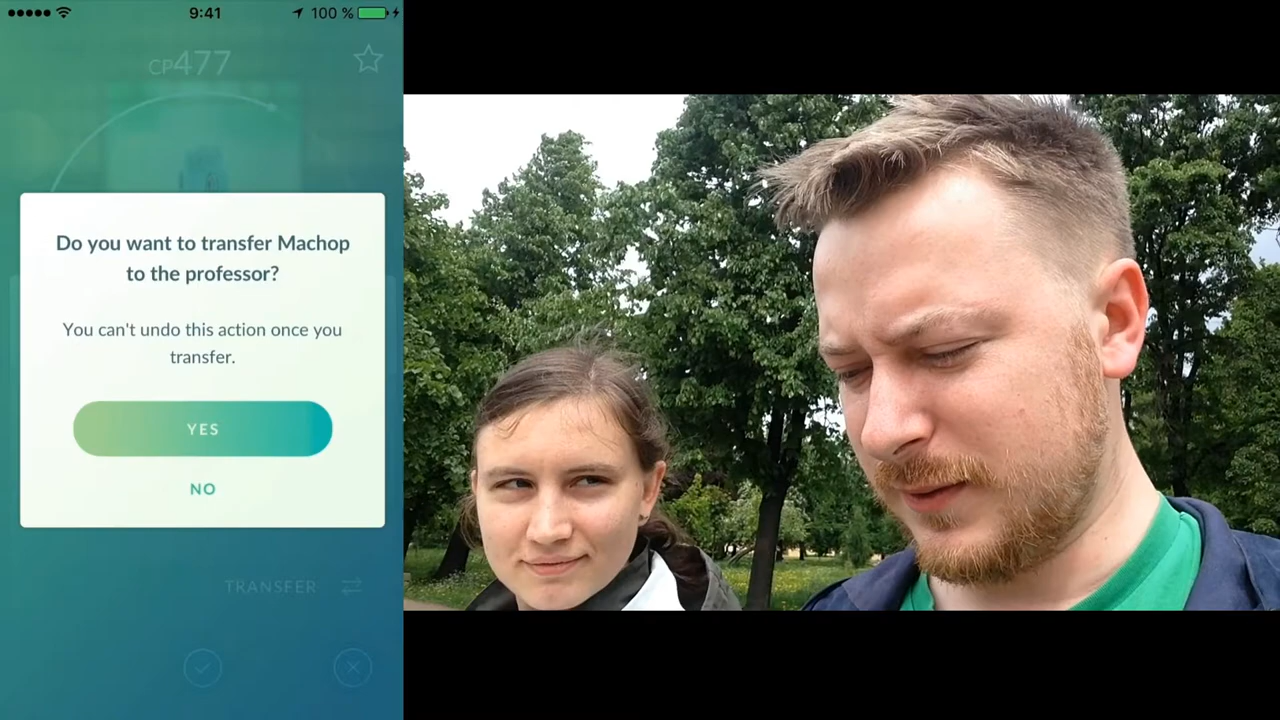 9:41
100 %
CP477
Do you want to transfer Machop
to the professor?
You can't undo this action once you
transfer.
YES
NO
TRANSFER